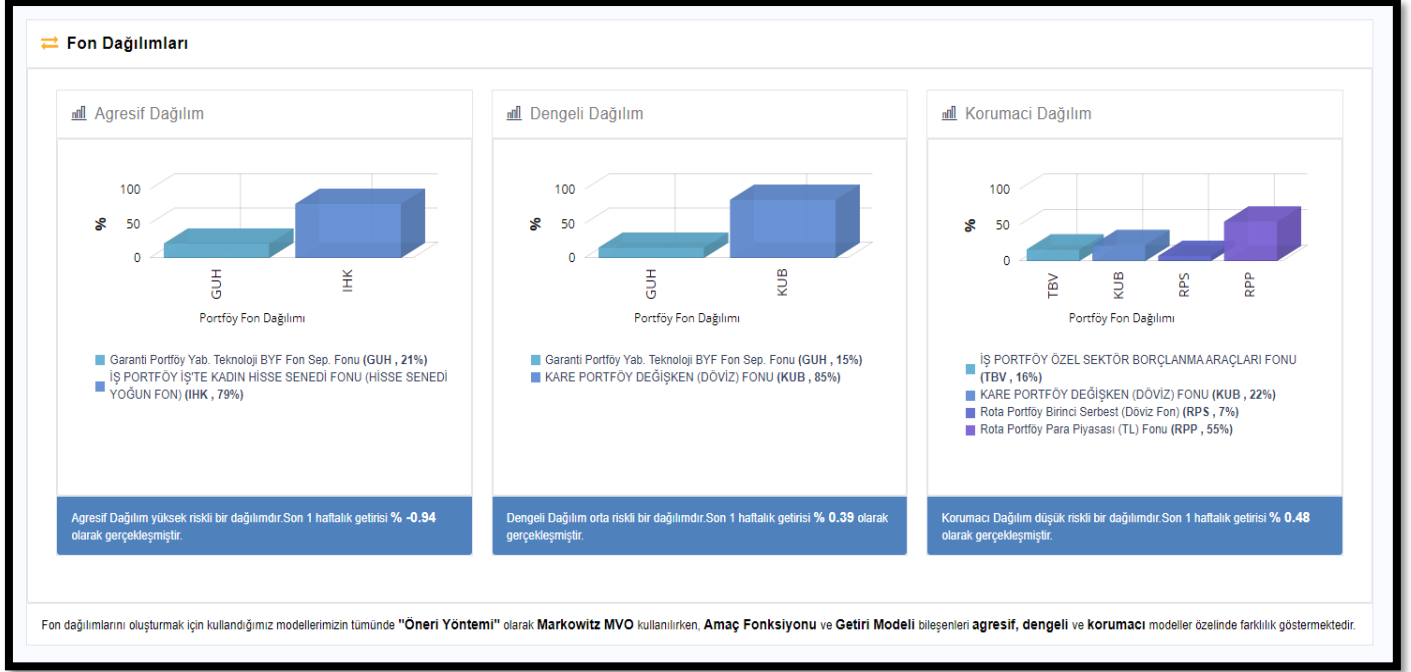 Fon Dağılımları
Agresif Dağılım
100
50
0
%
GUH
IHK
Portföy Fon Dağılımı
Garanti Portföy Yab. Teknoloji BYF Fon Sep. Fonu (GUH , 21%)
İŞ PORTFÖY İŞ'TE KADIN HİSSE SENEDİ FONU (HİSSE SENEDİ
YOĞUN FON) (IHK , 79%)
Agresif Dağılım yüksek riskli bir dağılımdır.Son 1 haftalık getirisi % -0.94
olarak gerçekleşmiştir.
Dengeli Dağılım
100
50
0
%
GUH
KUB
Portföy Fon Dağılımı
Garanti Portföy Yab. Teknoloji BYF Fon Sep. Fonu (GUH , 15%)
KARE PORTFÖY DEĞİŞKEN (DÖVİZ) FONU (KUB , 85%)
Dengeli Dağılım orta riskli bir dağılımdır.Son 1 haftalık getirisi % 0.39 olarak
gerçekleşmiştir.
Korumaci Dağılım
100
50
0
%
TBV
KUB
RPS
RPP
Portföy Fon Dağılımı
İŞ PORTFÖY ÖZEL SEKTÖR BORÇLANMA ARAÇLARI FONU
(TBV , 16%)
KARE PORTFÖY DEĞİŞKEN (DÖVİZ) FONU (KUB , 22%)
Rota Portföy Birinci Serbest (Döviz Fon) (RPS , 7%)
Rota Portföy Para Piyasası (TL) Fonu (RPP , 55%)
Korumacı Dağılım düşük riskli bir dağılımdır.Son 1 haftalık getirisi % 0.48
olarak gerçekleşmiştir.
Fon dağılımlarını oluşturmak için kullandığımız modellerimizin tümünde "Öneri Yöntemi" olarak Markowitz MVO kullanılırken, Amaç Fonksiyonu ve Getiri Modeli bileşenleri agresif, dengeli ve korumacı modeller özelinde farklılık göstermektedir.